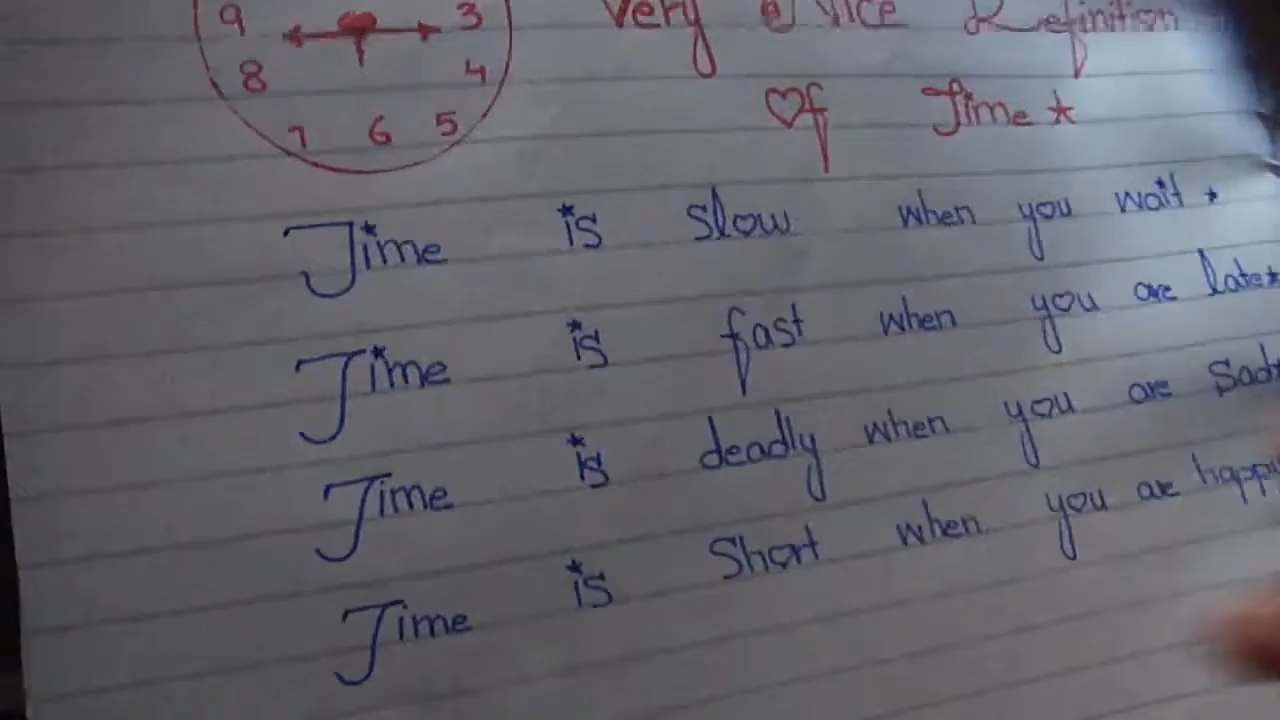 9 3
8 4
7 6 5
Very Nice Definition
Of Time
Time is slow when you wait
Time is fast when you are late
Time is deadly when you are Sad
Time is Short when you are happy